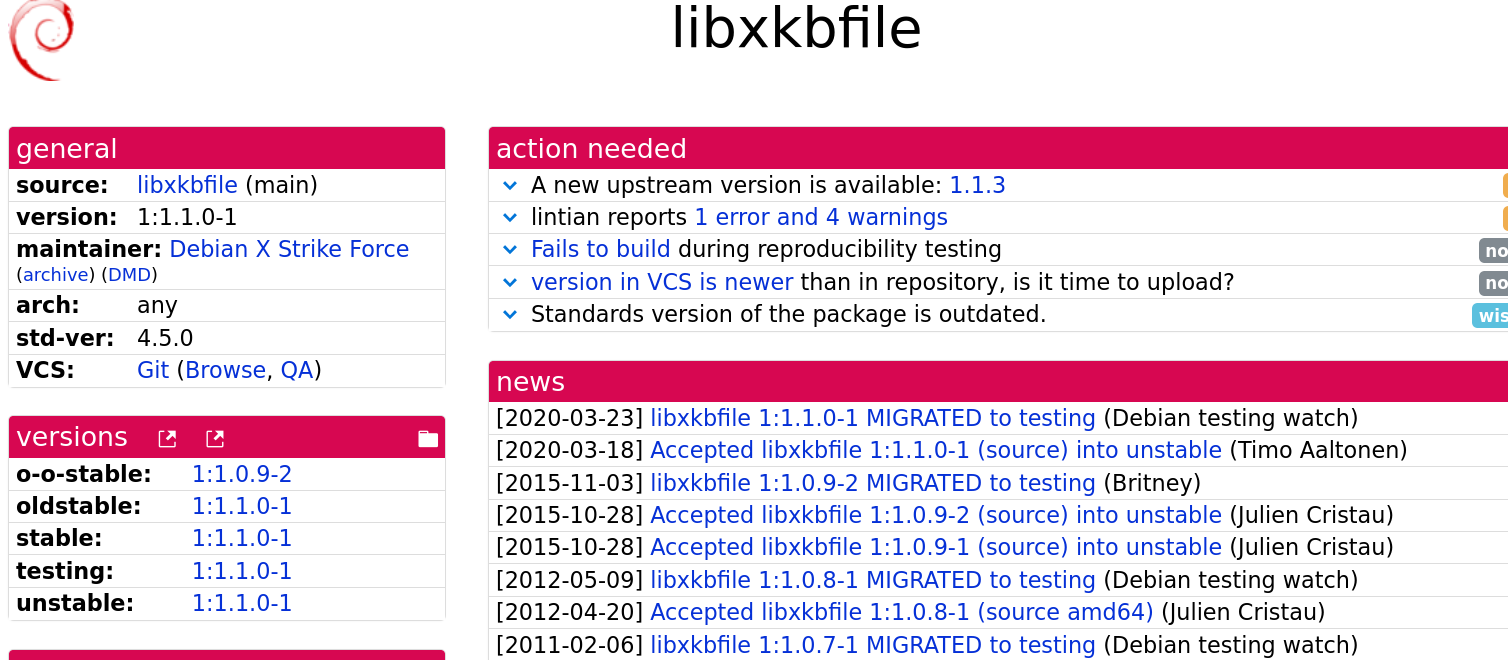 libxkbfile
general
source: libxkbfile (main)
version: 1:1.1.0-1
maintainer: Debian X Strike Force
(archive) (DMD)
arch: any
std-ver: 4.5.0
VCS: Git (Browse, QA)
versions
o-o-stable: 1:1.0.9-2
oldstable: 1:1.1.0-1
stable: 1:1.1.0-1
testing: 1:1.1.0-1
unstable: 1:1.1.0-1
action needed
A new upstream version is available: 1.1.3
lintian reports 1 error and 4 warnings
Fails to build during reproducibility testing no
version in VCS is newer than in repository, is it time to upload? no
Standards version of the package is outdated. wis
news
[2020-03-23] libxkbfile 1:1.1.0-1 MIGRATED to testing (Debian testing watch)
[2020-03-18] Accepted libxkbfile 1:1.1.0-1 (source) into unstable (Timo Aaltonen)
[2015-11-03] libxkbfile 1:1.0.9-2 MIGRATED to testing (Britney)
[2015-10-28] Accepted libxkbfile 1:1.0.9-2 (source) into unstable (Julien Cristau)
[2015-10-28] Accepted libxkbfile 1:1.0.9-1 (source) into unstable (Julien Cristau)
[2012-05-09] libxkbfile 1:1.0.8-1 MIGRATED to testing (Debian testing watch)
[2012-04-20] Accepted libxkbfile 1:1.0.8-1 (source amd64) (Julien Cristau)
[2011-02-06] libxkbfile 1:1.0.7-1 MIGRATED to testing (Debian testing watch)